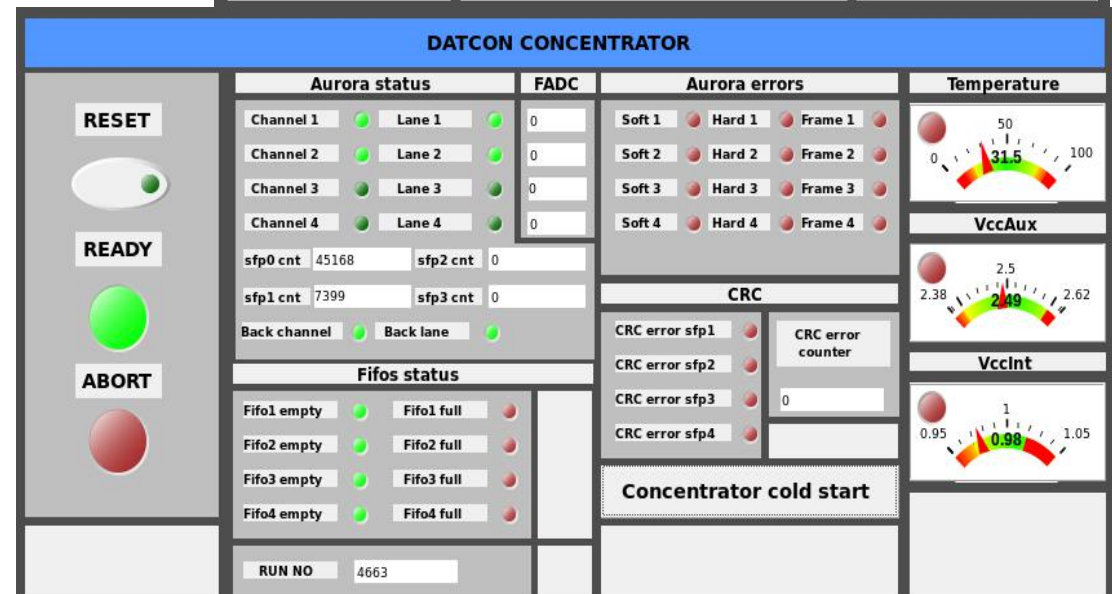 DATCON CONCENTRATOR
RESET
READY
ABORT
Aurora status
FADC
Channel 1 Lane 1 0
Channel 2 Lane 2 0
Channel 3 Lane 3 0
Channel 4 Lane 4 0
sfp0 cnt 45168 sfp2 cnt 0
sfp1 cnt 7399 sfp3 cnt 0
Back channel Back lane
Fifos status
Fifo1 empty Fifo1 full
Fifo2 empty Fifo2 full
Fifo3 empty Fifo3 full
Fifo4 empty Fifo4 full
RUN NO 4663
Aurora errors
Soft 1 Hard 1 Frame 1
Soft 2 Hard 2 Frame 2
Soft 3 Hard 3 Frame 3
Soft 4 Hard 4 Frame 4
CRC
CRC error sfp1
CRC error sfp2
CRC error sfp3
CRC error sfp4
CRC error
counter
0
Concentrator cold start
Temperature
50
0 31.5 100
VccAux
2.5
2.38 2.49 2.62
VccInt
1
0.95 0.98 1.05